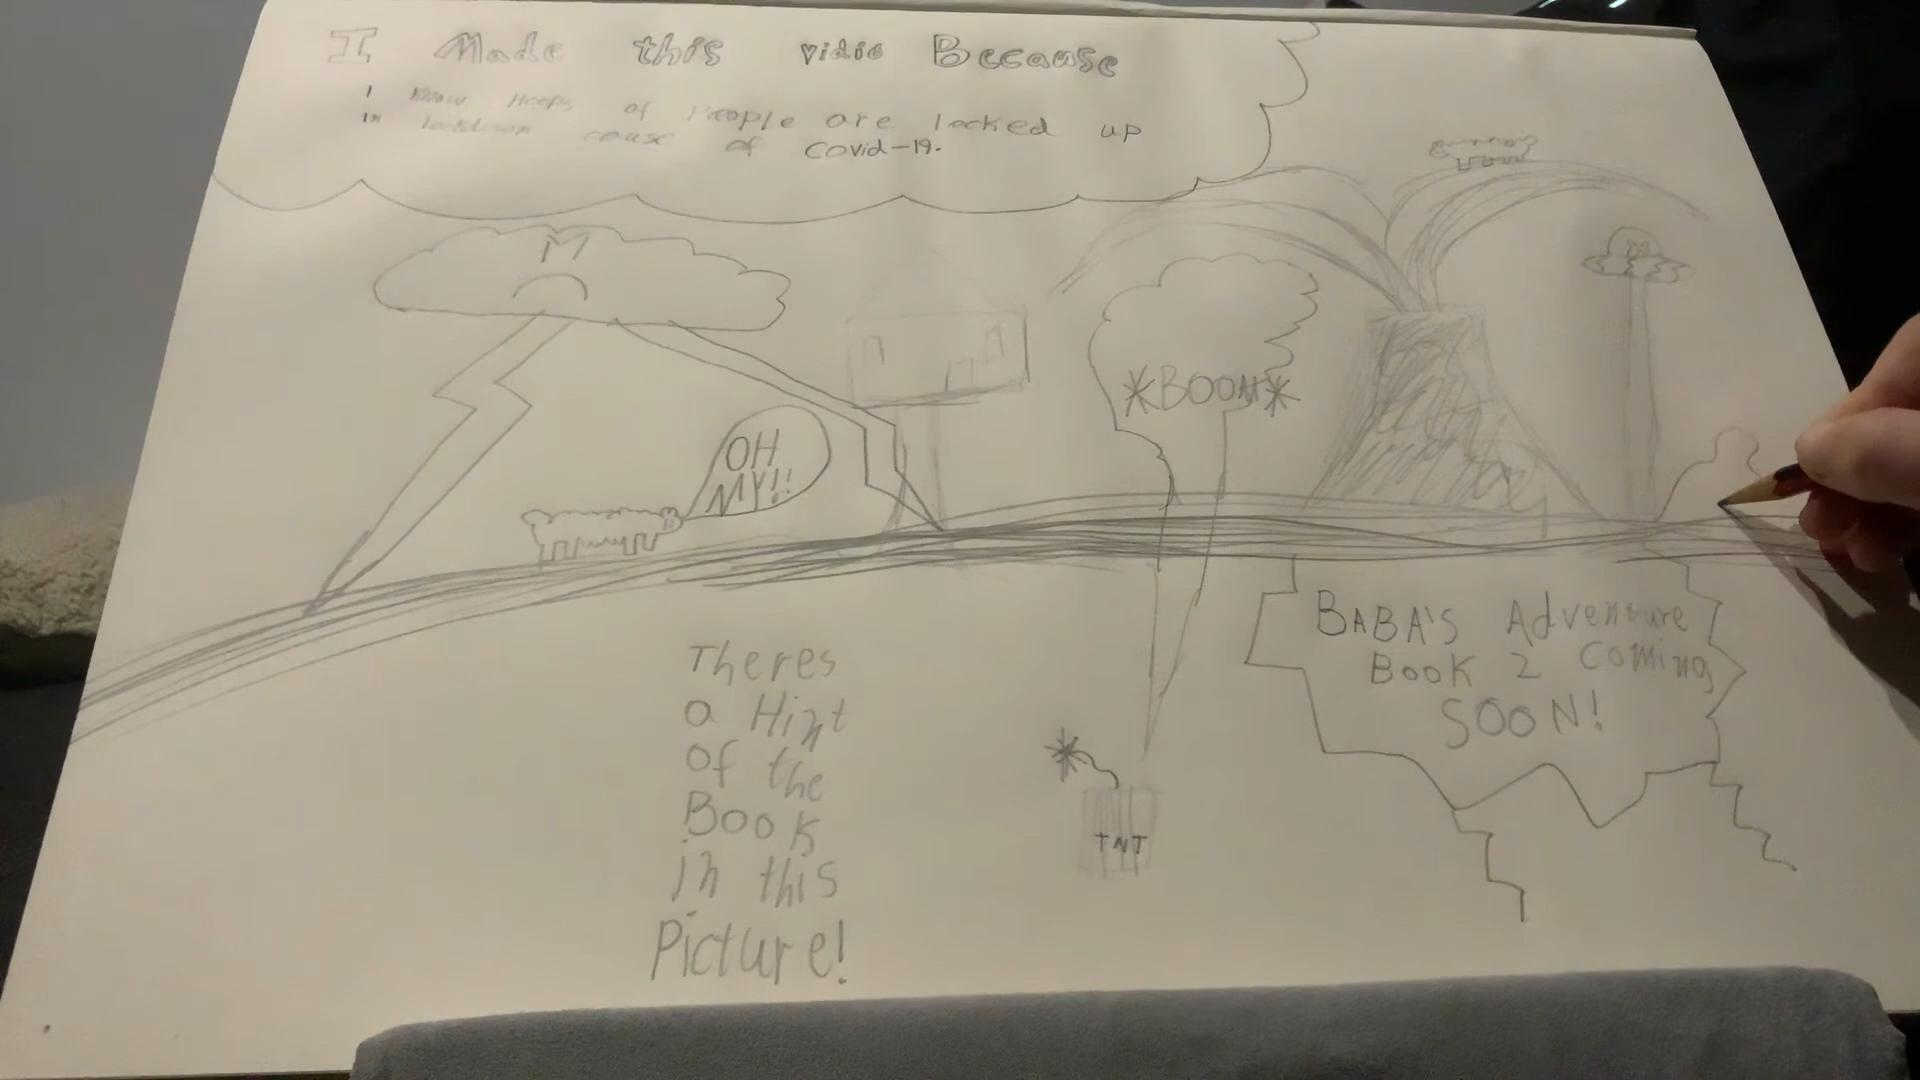 I Made this vidio Because
I know Heeps of People are locked up
in lockdown cause of Covid-19.
M
OH
MY!!
*BOOM*
BABA'S Adventure
Book 2 Coming
SOON!
Theres
a Hint
of the
Book
in this
Picture!
TNT